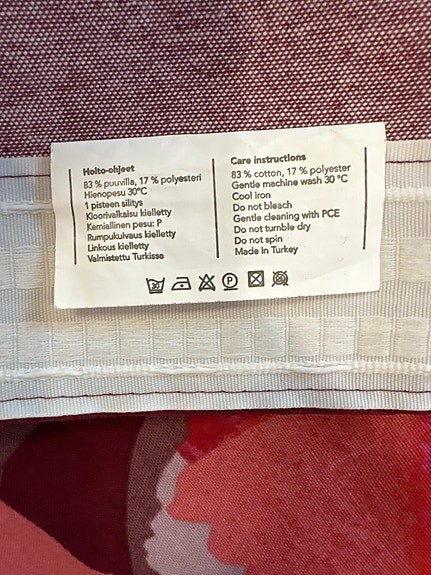 Hoito-ohjeet
83 % puuvilla, 17 % polyesteri
Hienopesu 30°C
1 pisteen silitys
Kloorivalkaisu kielletty
Kemiallinen pesu: P
Rumpukuivaus kielletty
Linkous kielletty
Valmistettu Turkissa
Care instructions
83 % cotton, 17 % polyester
Gentle machine wash 30 °C
Cool iron
Do not bleach
Gentle cleaning with PCE
Do not tumble dry
Do not spin
Made in Turkey
30 P